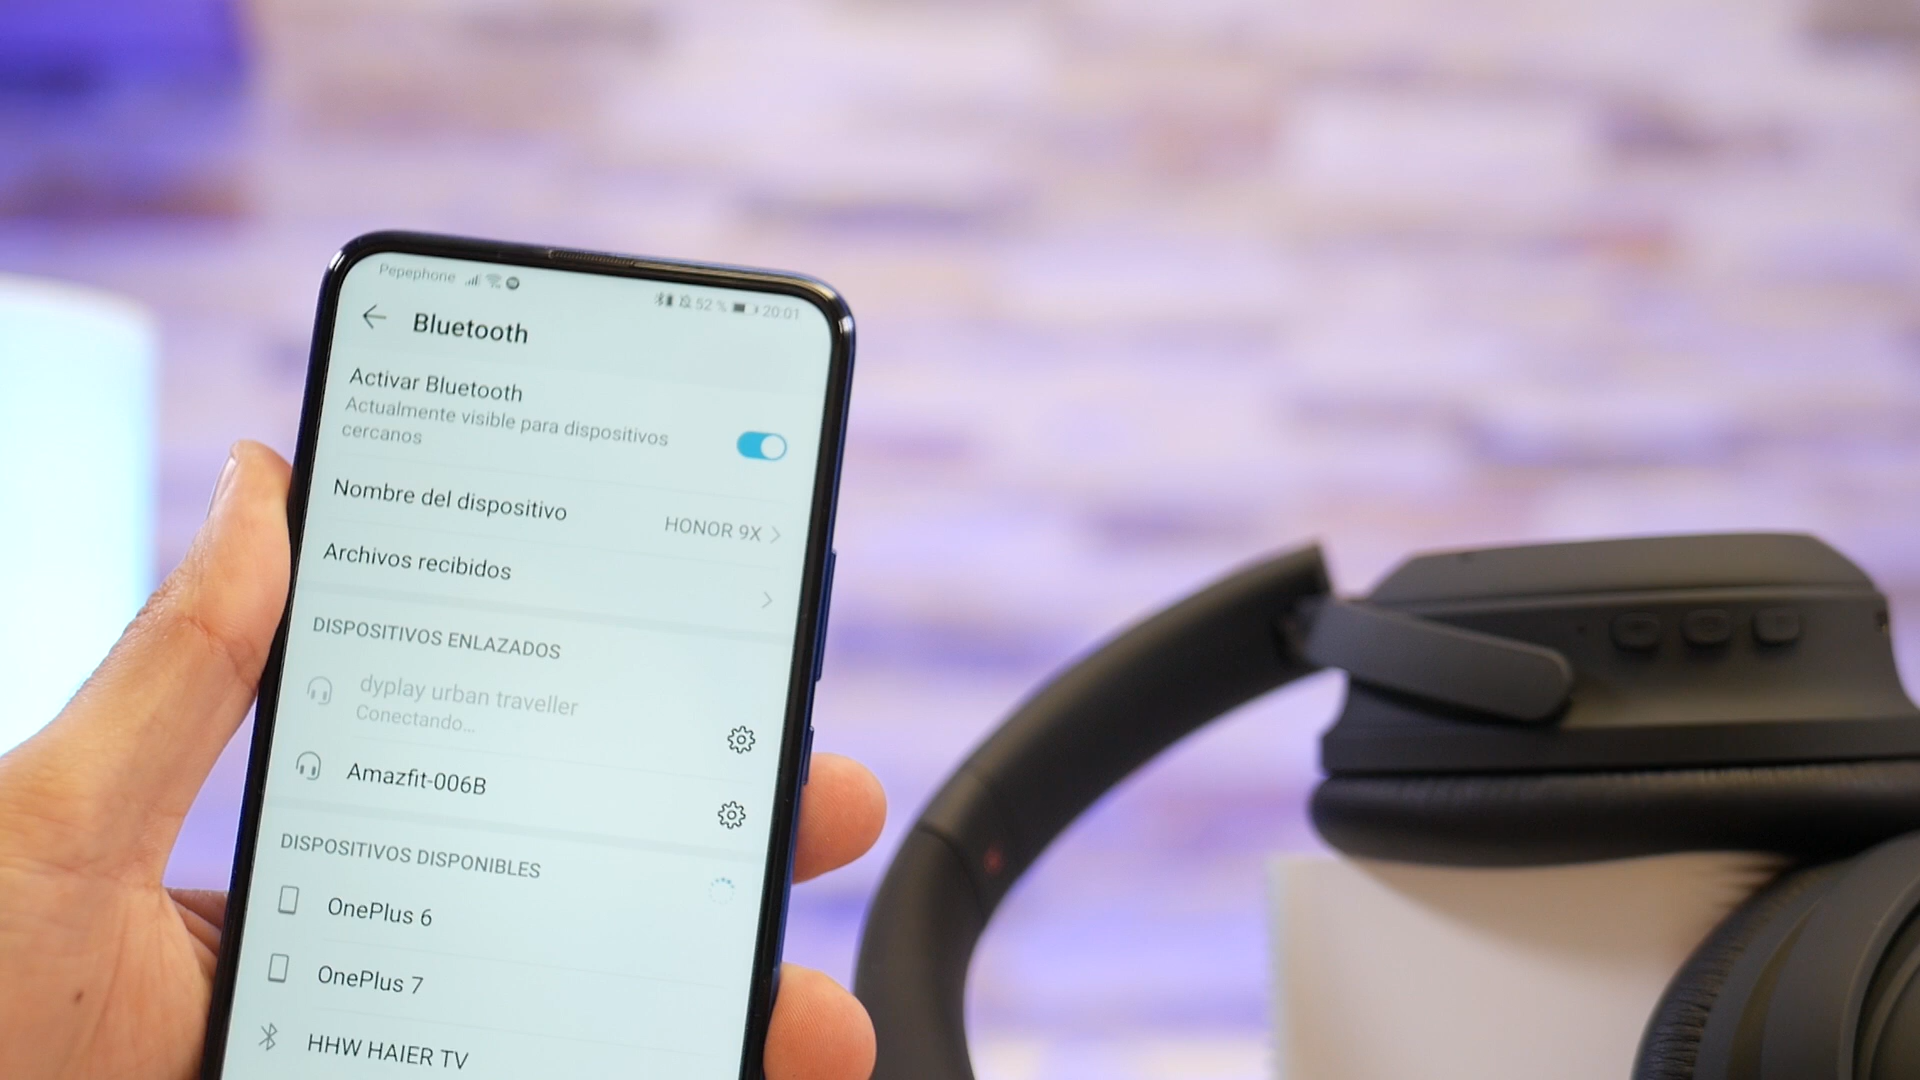 Pepephone 52 % 20:01
Bluetooth
Activar Bluetooth
Actualmente visible para dispositivos
cercanos
Nombre del dispositivo HONOR 9X
Archivos recibidos
DISPOSITIVOS ENLAZADOS
dyplay urban traveller
Conectando...
Amazfit-006B
DISPOSITIVOS DISPONIBLES
OnePlus 6
OnePlus 7
HHW HAIER TV